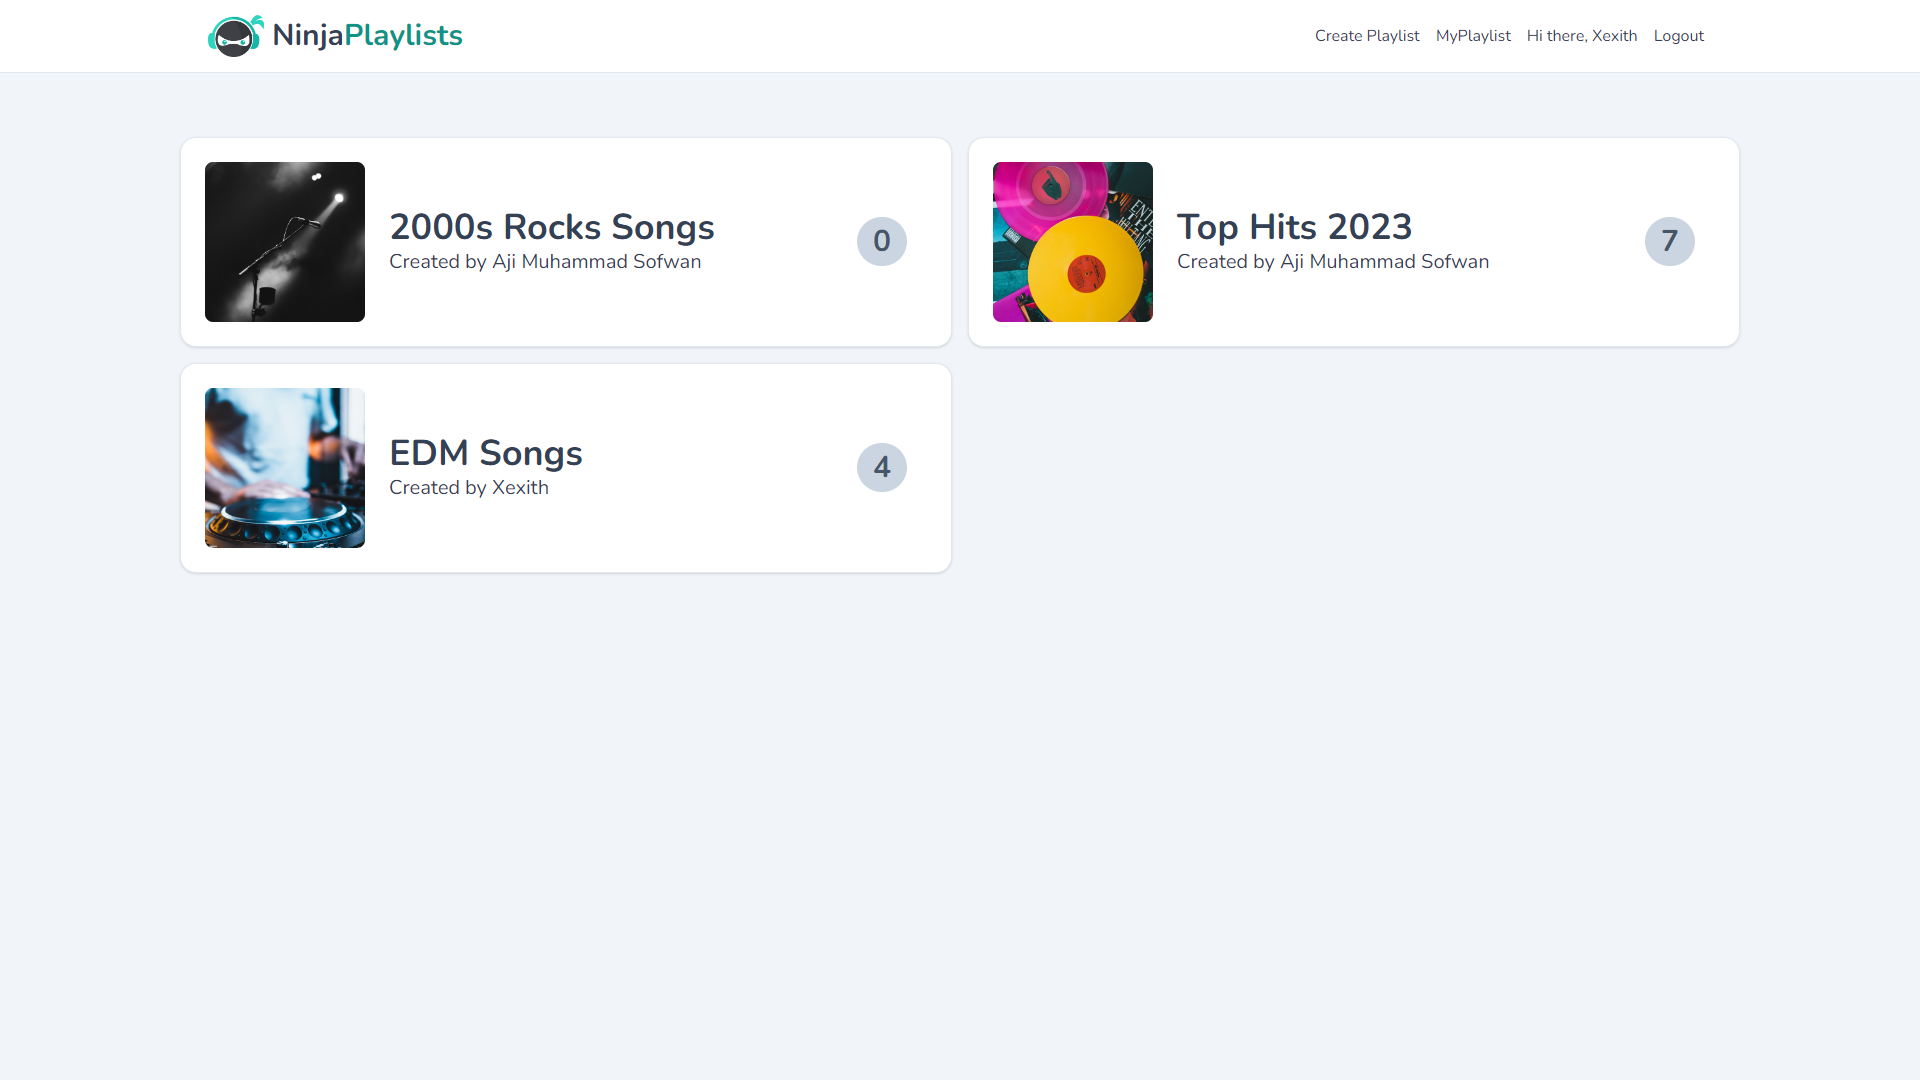 NinjaPlaylists
Create Playlist MyPlaylist Hi there, Xexith Logout
2000s Rocks Songs
Created by Aji Muhammad Sofwan
0
Top Hits 2023
Created by Aji Muhammad Sofwan
7
EDM Songs
Created by Xexith
4